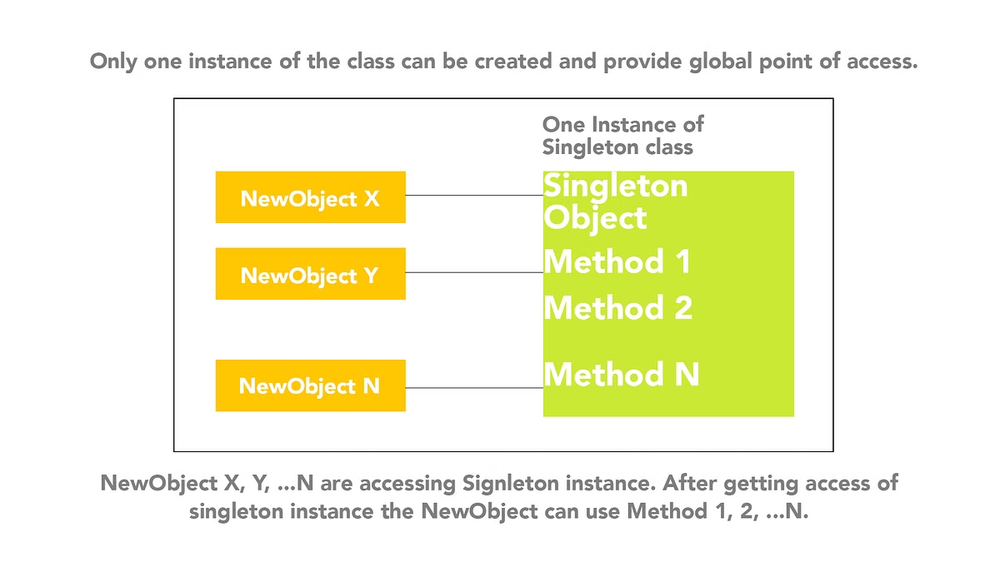 Only one instance of the class can be created and provide global point of access.
One Instance of
Singleton class
NewObject X
NewObject Y
NewObject N
Singleton
Object
Method 1
Method 2
Method N
NewObject X, Y, ...N are accessing Signleton instance. After getting access of
singleton instance the NewObject can use Method 1, 2, ...N.